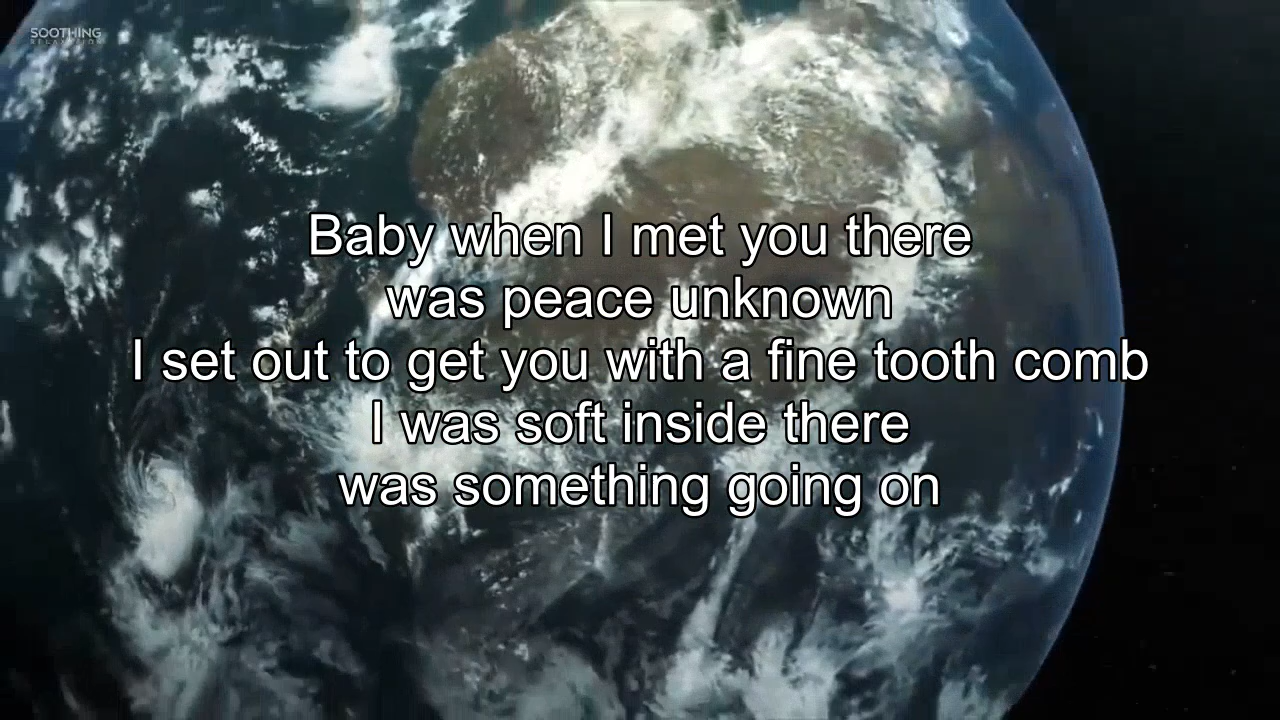 SOOTHING
RELAXATION
Baby when I met you there
was peace unknown
I set out to get you with a fine tooth comb
I was soft inside there
was something going on